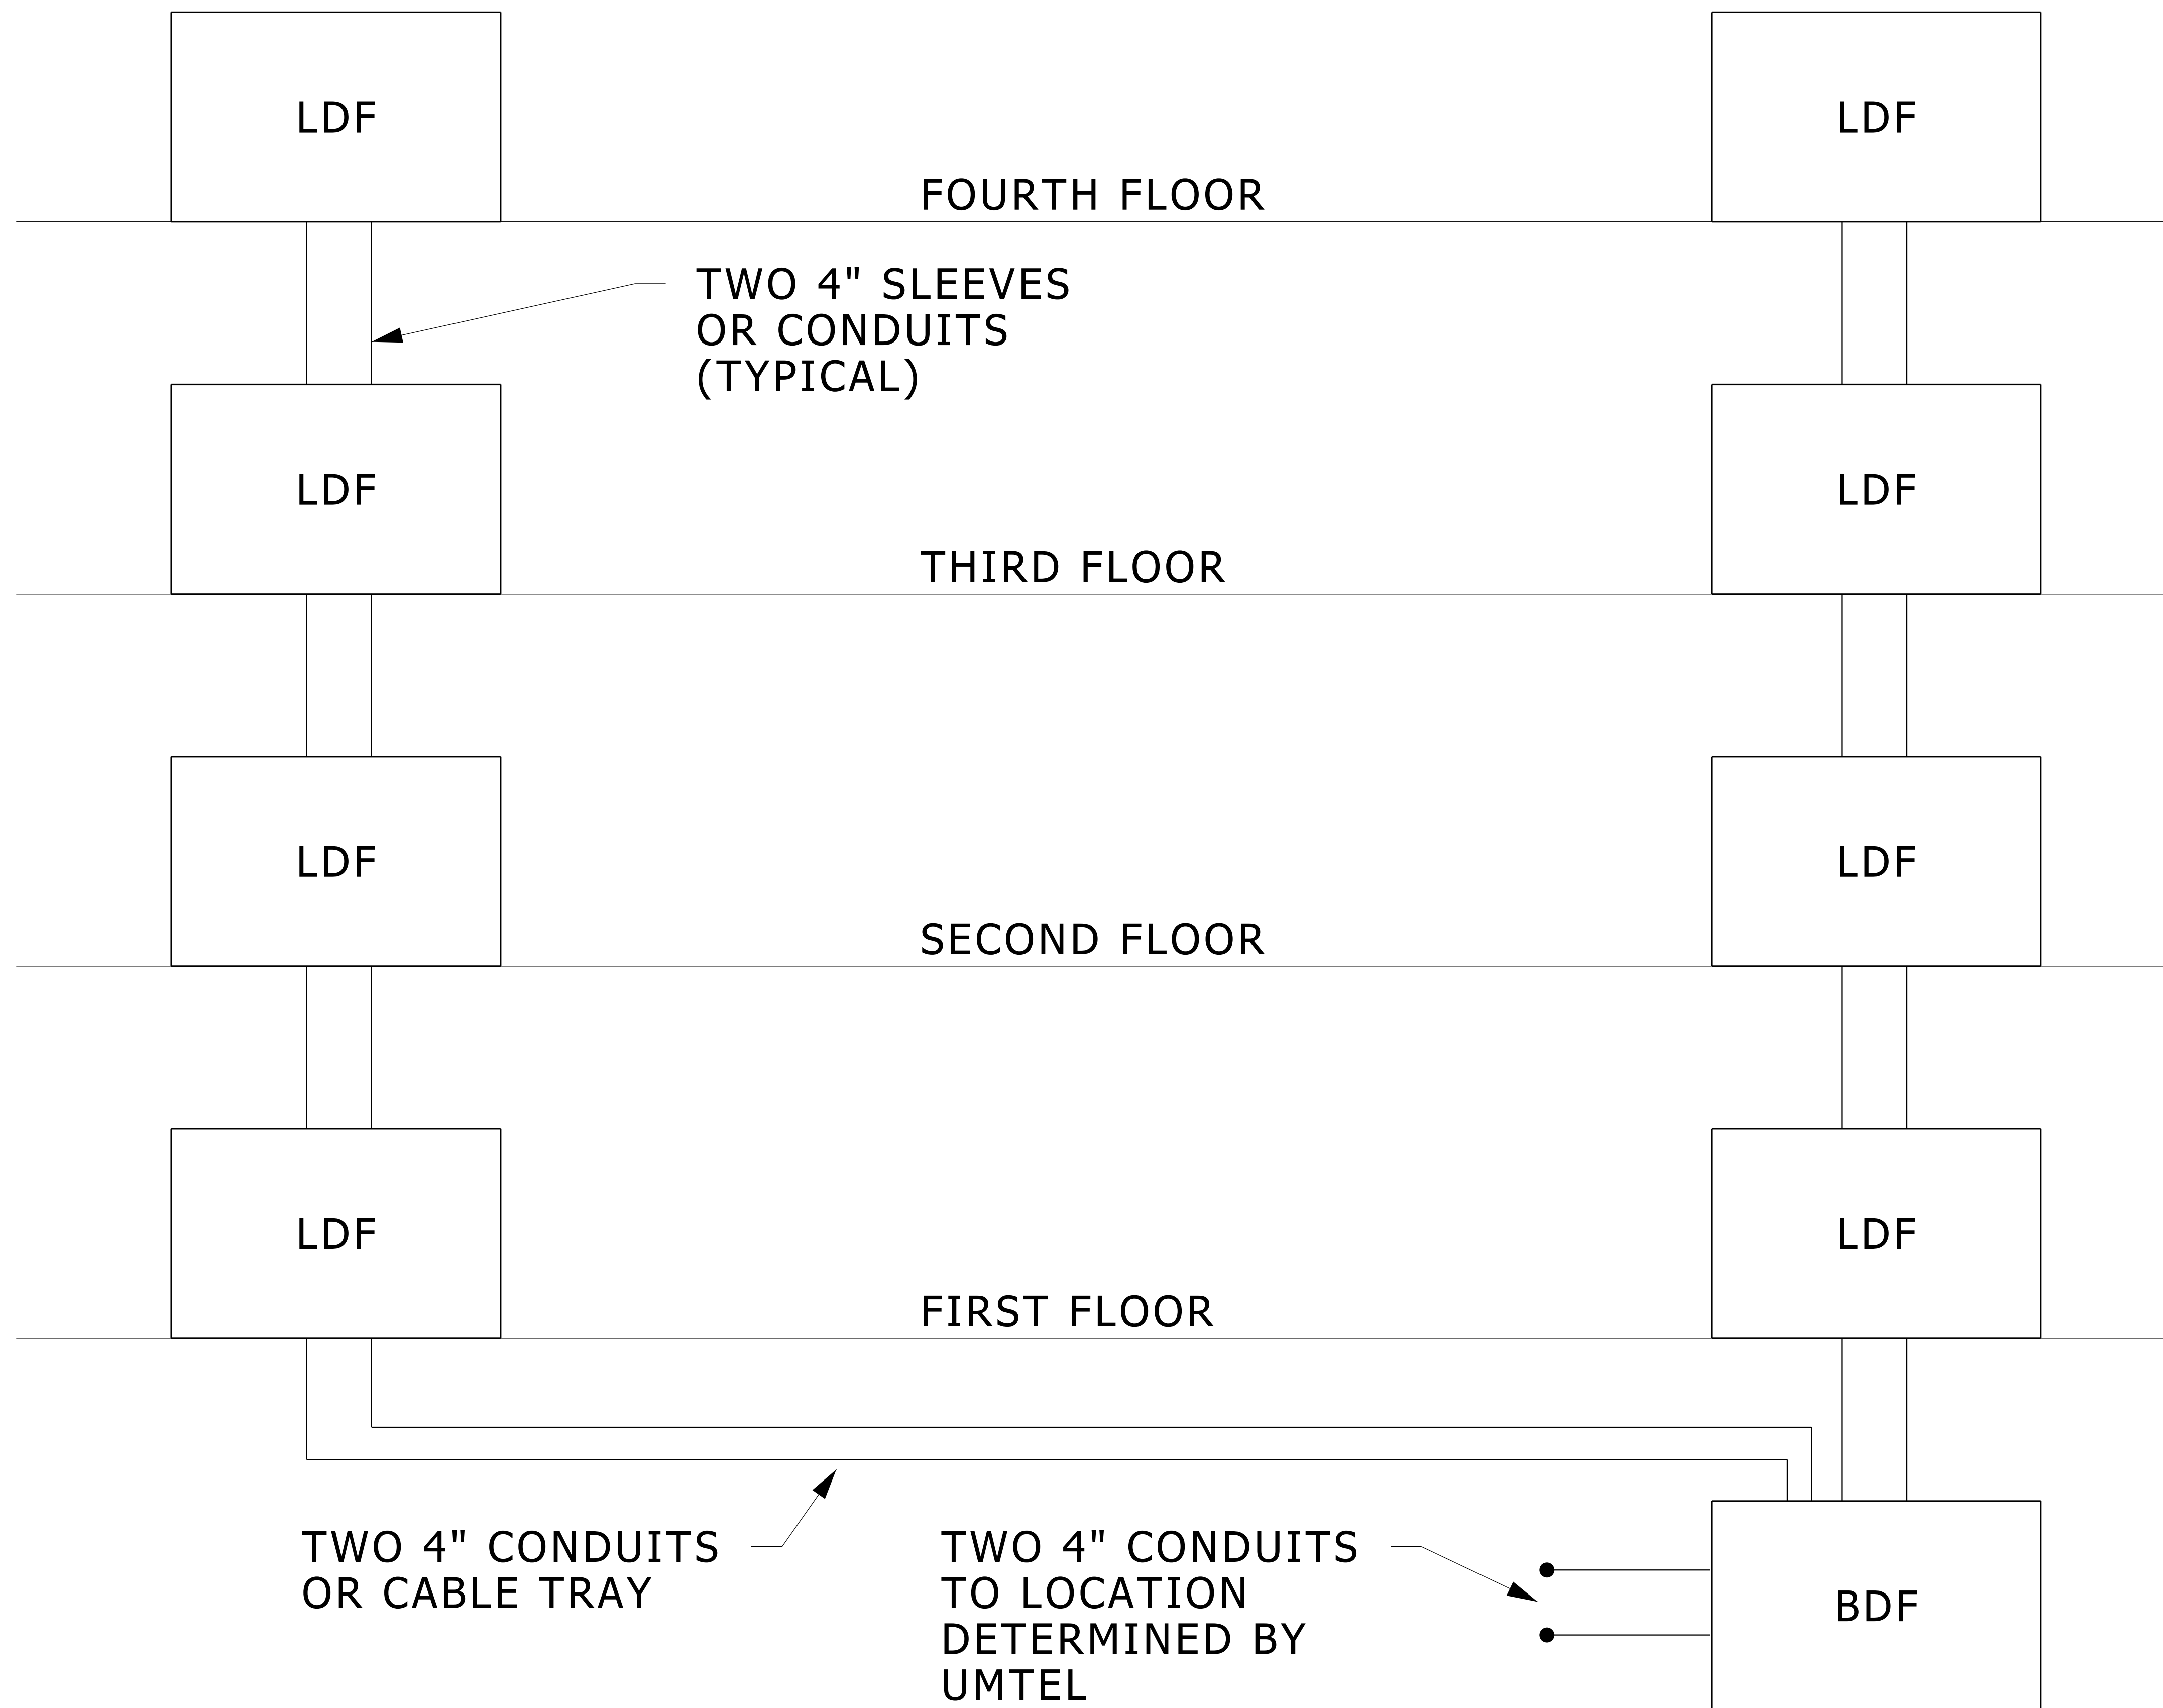 LDF
LDF
FOURTH FLOOR
TWO 4" SLEEVES
OR CONDUITS
(TYPICAL)
LDF
LDF
THIRD FLOOR
LDF
LDF
SECOND FLOOR
LDF
LDF
FIRST FLOOR
TWO 4" CONDUITS
OR CABLE TRAY
TWO 4" CONDUITS
TO LOCATION
DETERMINED BY
UMTEL
BDF